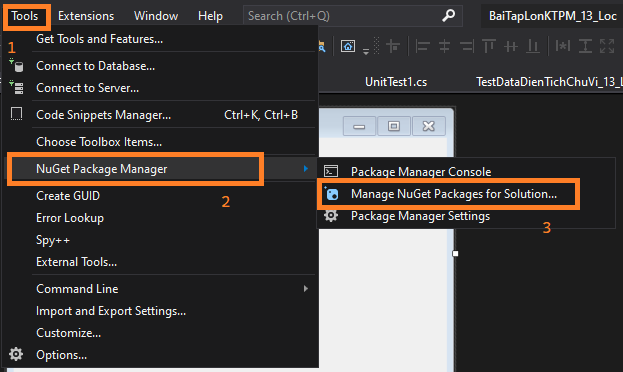 Tools Extensions Window Help Search (Ctrl+Q) BaiTapLonKTPM_13_Loc
1
Get Tools and Features...
Connect to Database...
UnitTest1.cs TestDataDienTichChuVi_13_L
Connect to Server...
Code Snippets Manager... Ctrl+K, Ctrl+B
Choose Toolbox Items...
NuGet Package Manager
Package Manager Console
2
Manage NuGet Packages for Solution...
Create GUID
Package Manager Settings
3
Error Lookup
Spy++
External Tools...
Command Line
Import and Export Settings...
Customize...
Options...